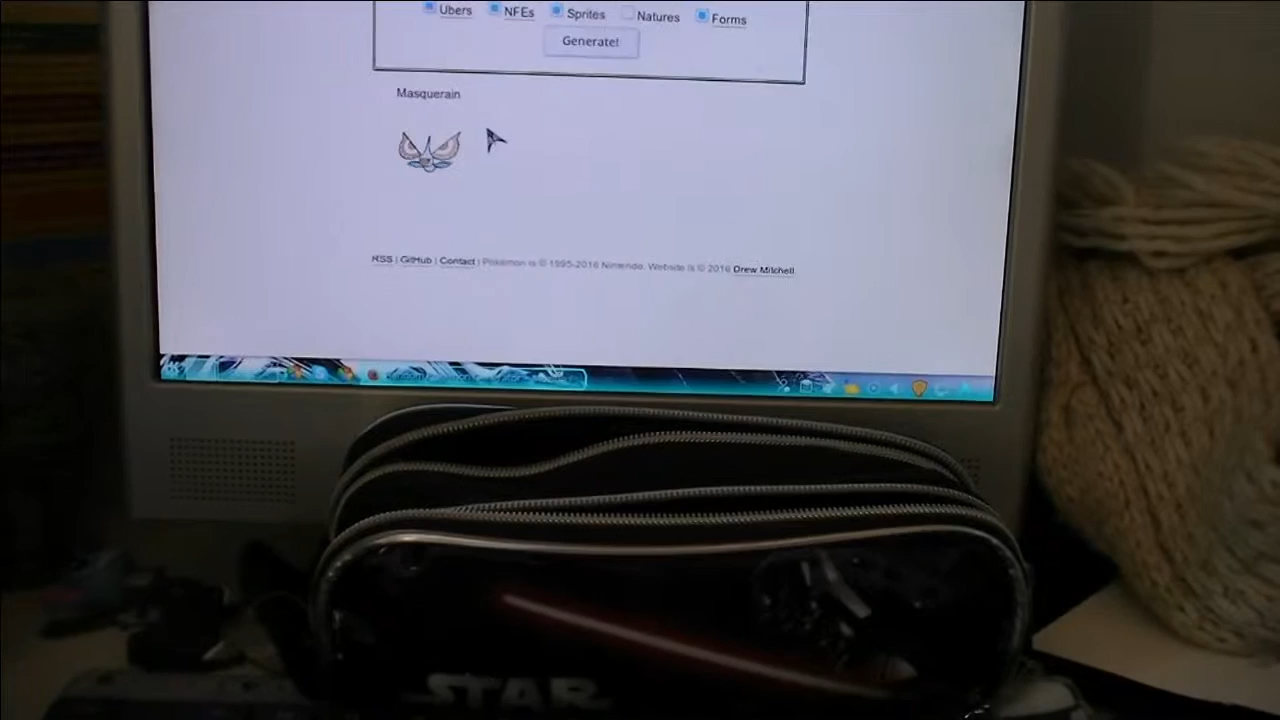 Ubers NFEs Sprites Natures Forms
Generate!
Masquerain
RSS | GitHub | Contact | Pokémon is © 1995-2016 Nintendo. Website is © 2016 Drew Mitchell
STAR